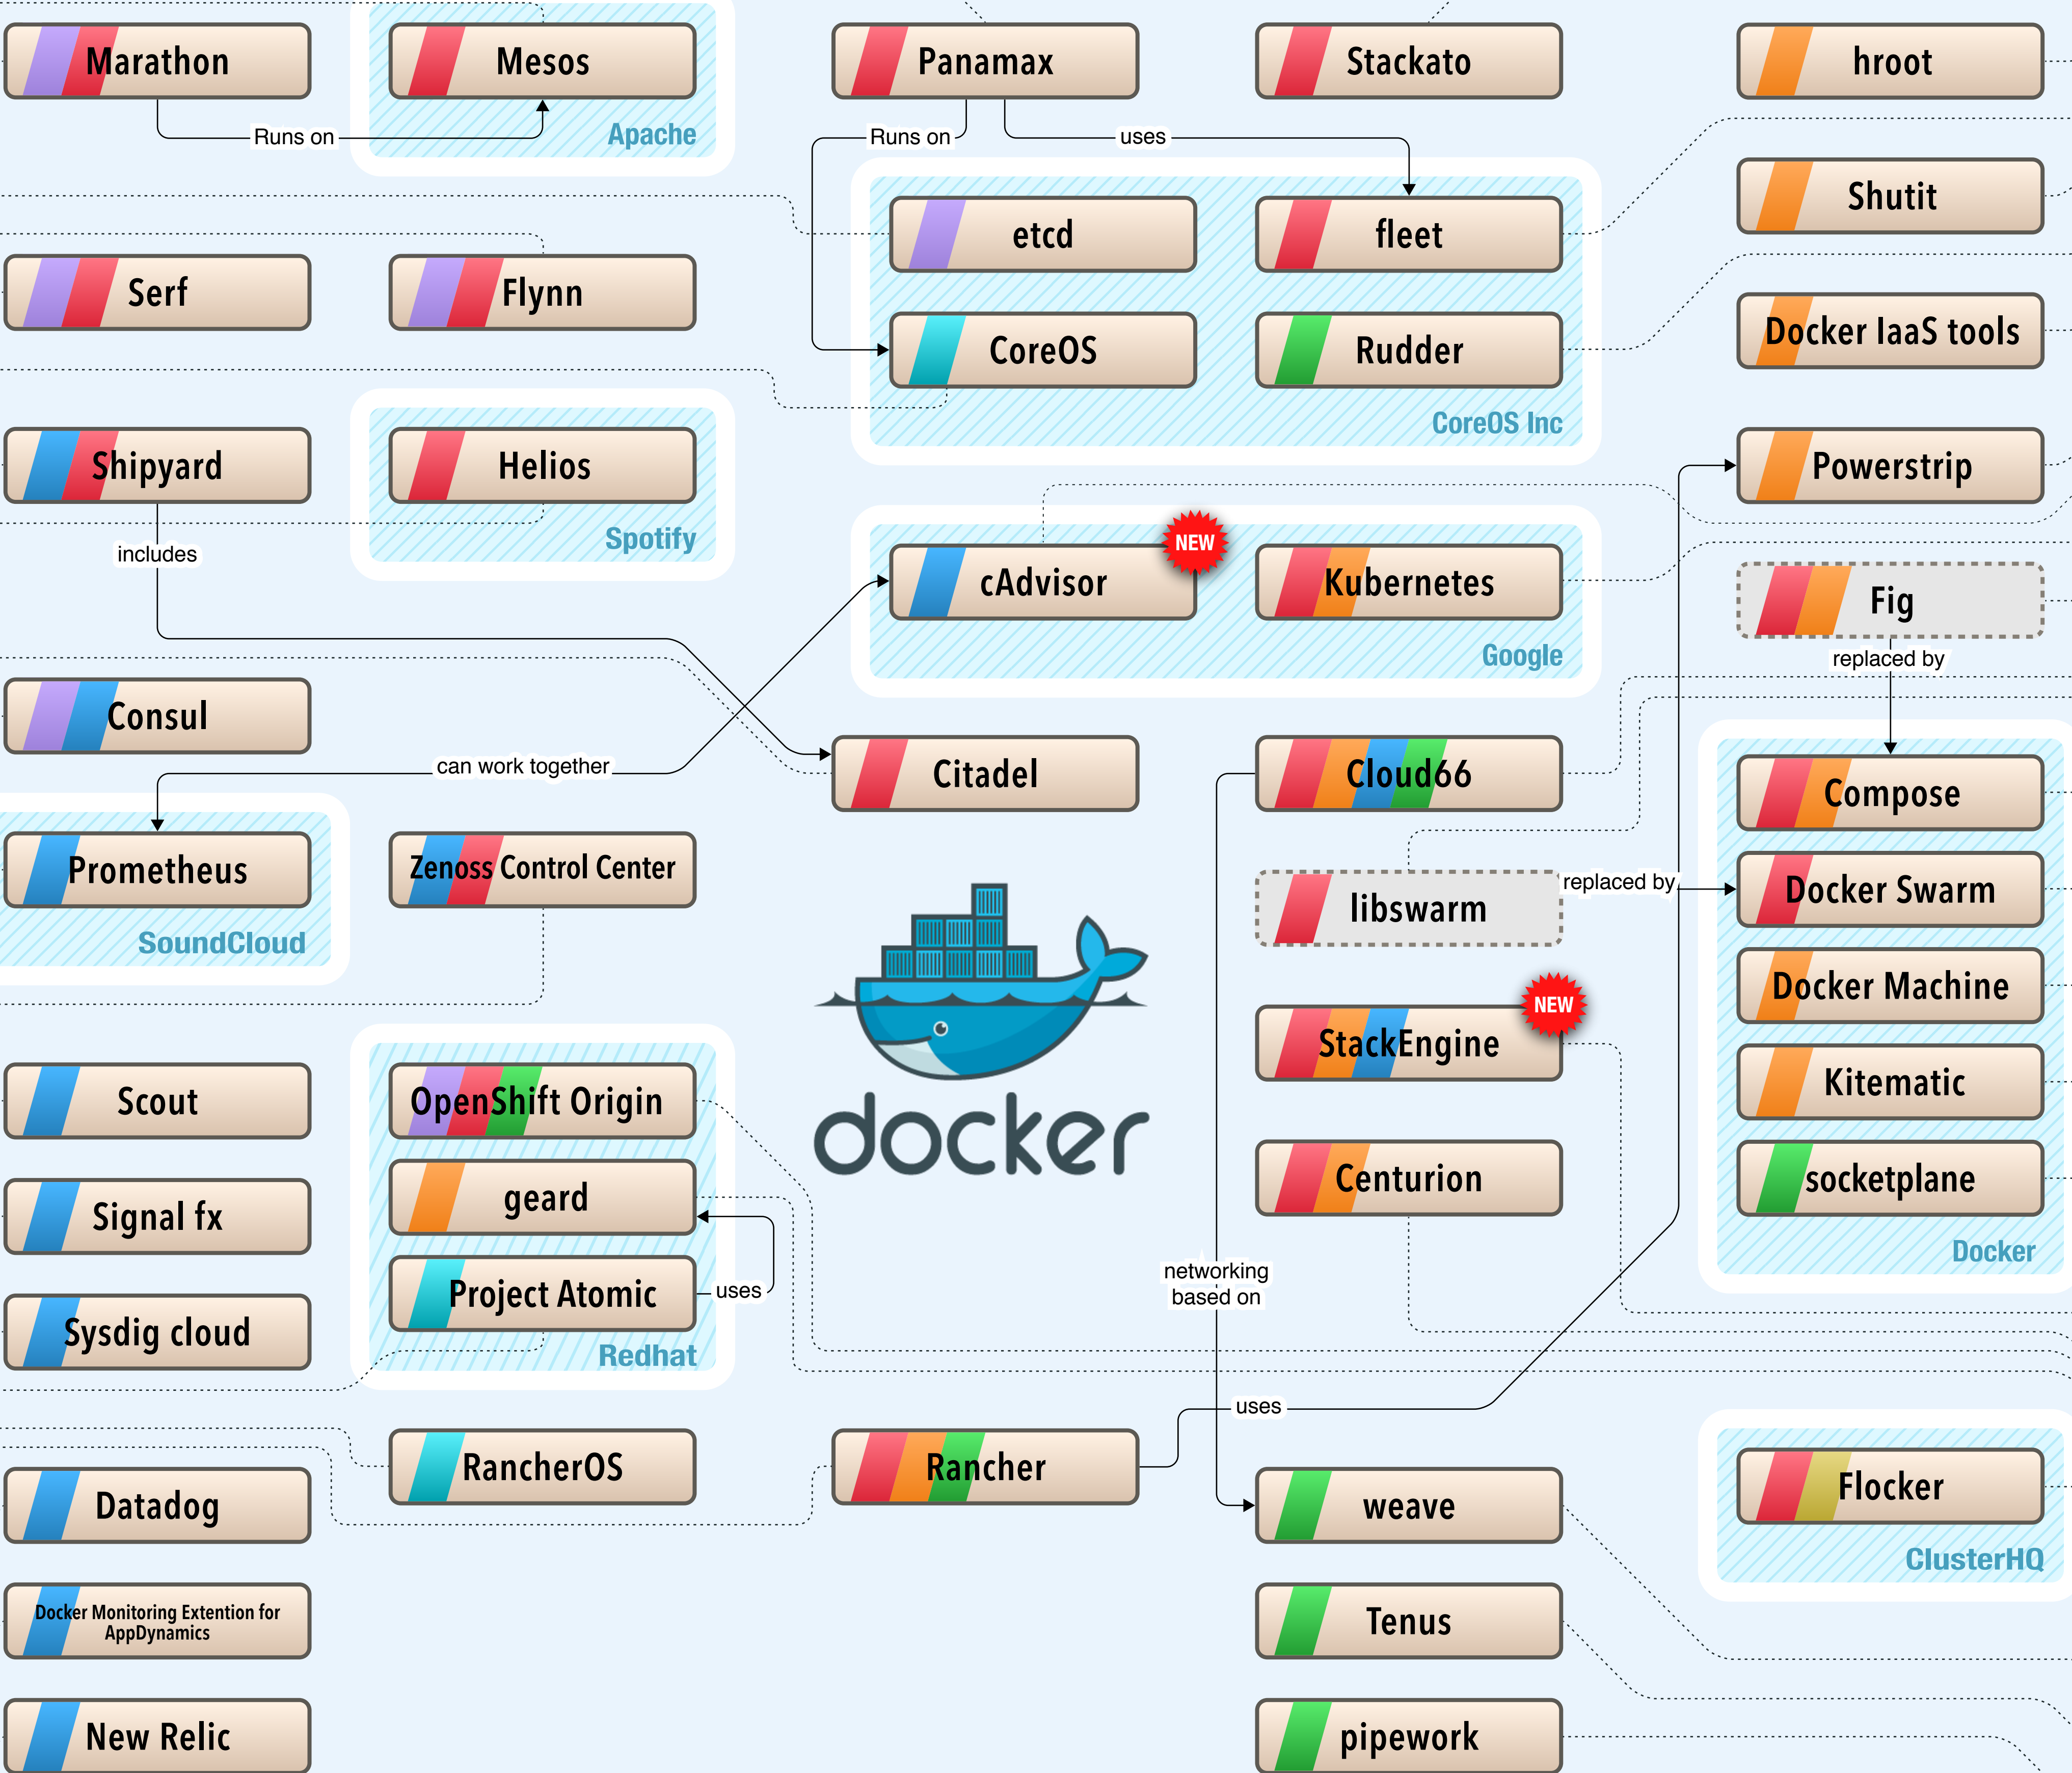 Marathon
Mesos
Panamax
Stackato
hroot
Runs on
Apache
Runs on
uses
Shutit
etcd
fleet
Serf
Flynn
Docker IaaS tools
CoreOS
Rudder
CoreOS Inc
Shipyard
Helios
Powerstrip
Spotify
includes
NEW
cAdvisor
Kubernetes
Fig
Google
replaced by
Consul
can work together
Citadel
Cloud66
Compose
Prometheus
Zenoss Control Center
replaced by
Docker Swarm
libswarm
SoundCloud
Docker Machine
NEW
StackEngine
Kitematic
Scout
OpenShift Origin
docker
Centurion
socketplane
Signal fx
geard
Docker
networking
based on
Project Atomic
uses
Sysdig cloud
Redhat
uses
RancherOS
Rancher
Flocker
Datadog
weave
ClusterHQ
Docker Monitoring Extention for
AppDynamics
Tenus
New Relic
pipework